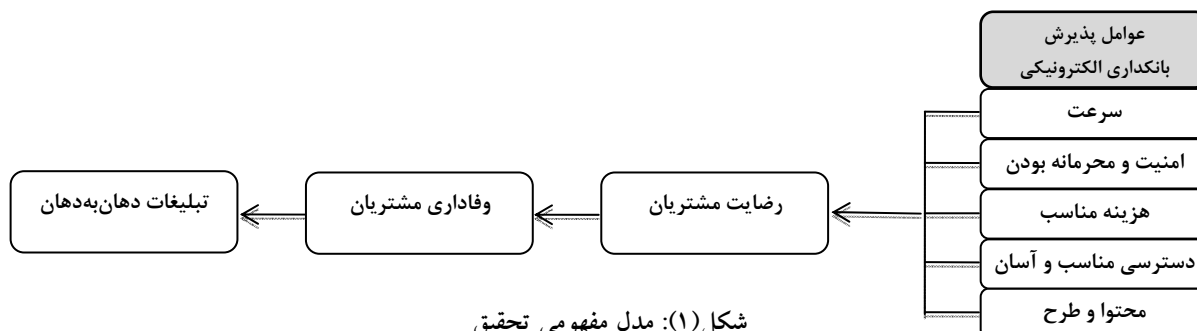 عوامل پذیرش
بانکداری الکترونیکی
سرعت
امنیت و محرمانه بودن
هزینه مناسب
دسترسی مناسب و آسان
محتوا و طرح
رضایت مشتریان
وفاداری مشتریان
تبلیغات دهان‌به‌دهان
شکل(۱): مدل مفهومی تحقیق